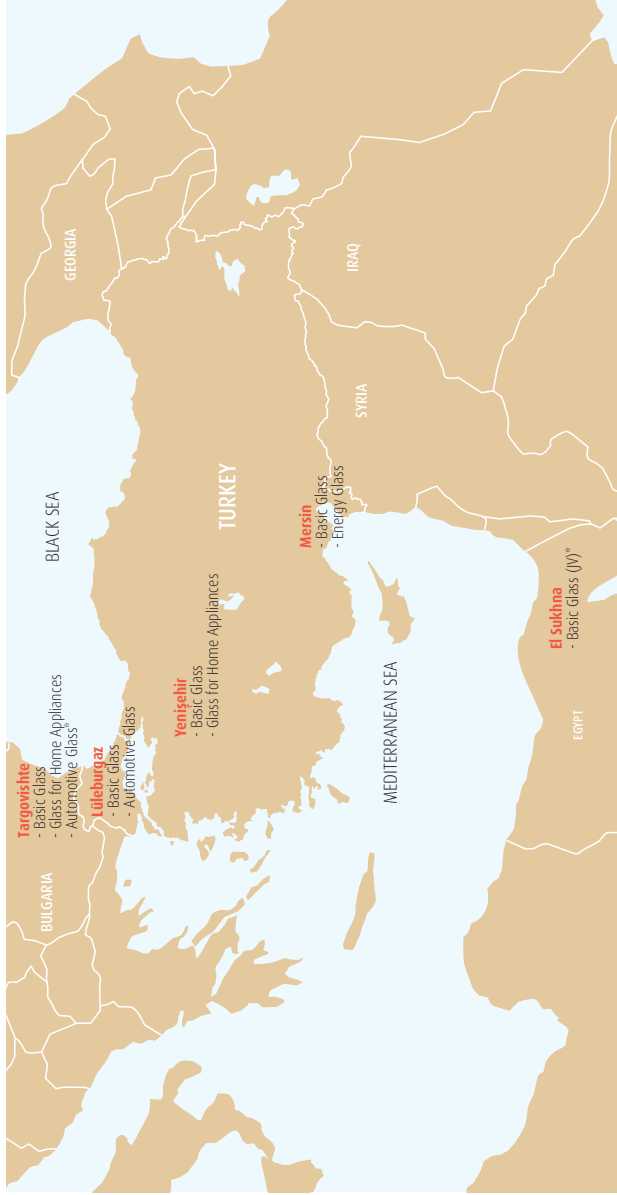 Targovishte
- Basic Glass
- Glass for Home Appliances
- Automotive Glass*
BULGARIA
BLACK SEA
GEORGIA
Lüleburgaz
- Basic Glass
- Automotive Glass
Yenişehir
- Basic Glass
- Glass for Home Appliances
TURKEY
Mersin
- Basic Glass
- Energy Glass
IRAQ
SYRIA
MEDITERRANEAN SEA
El Sukhna
- Basic Glass (JV)*
EGYPT